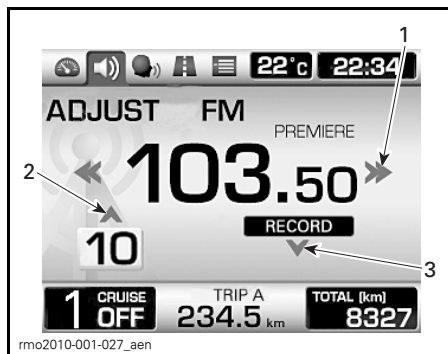 1
22°c 22:34
ADJUST FM
PREMIERE
2
103.50
10
RECORD
3
1 CRUISE OFF
TRIP A
234.5 km
TOTAL [km]
8327
rmo2010-001-027_aen